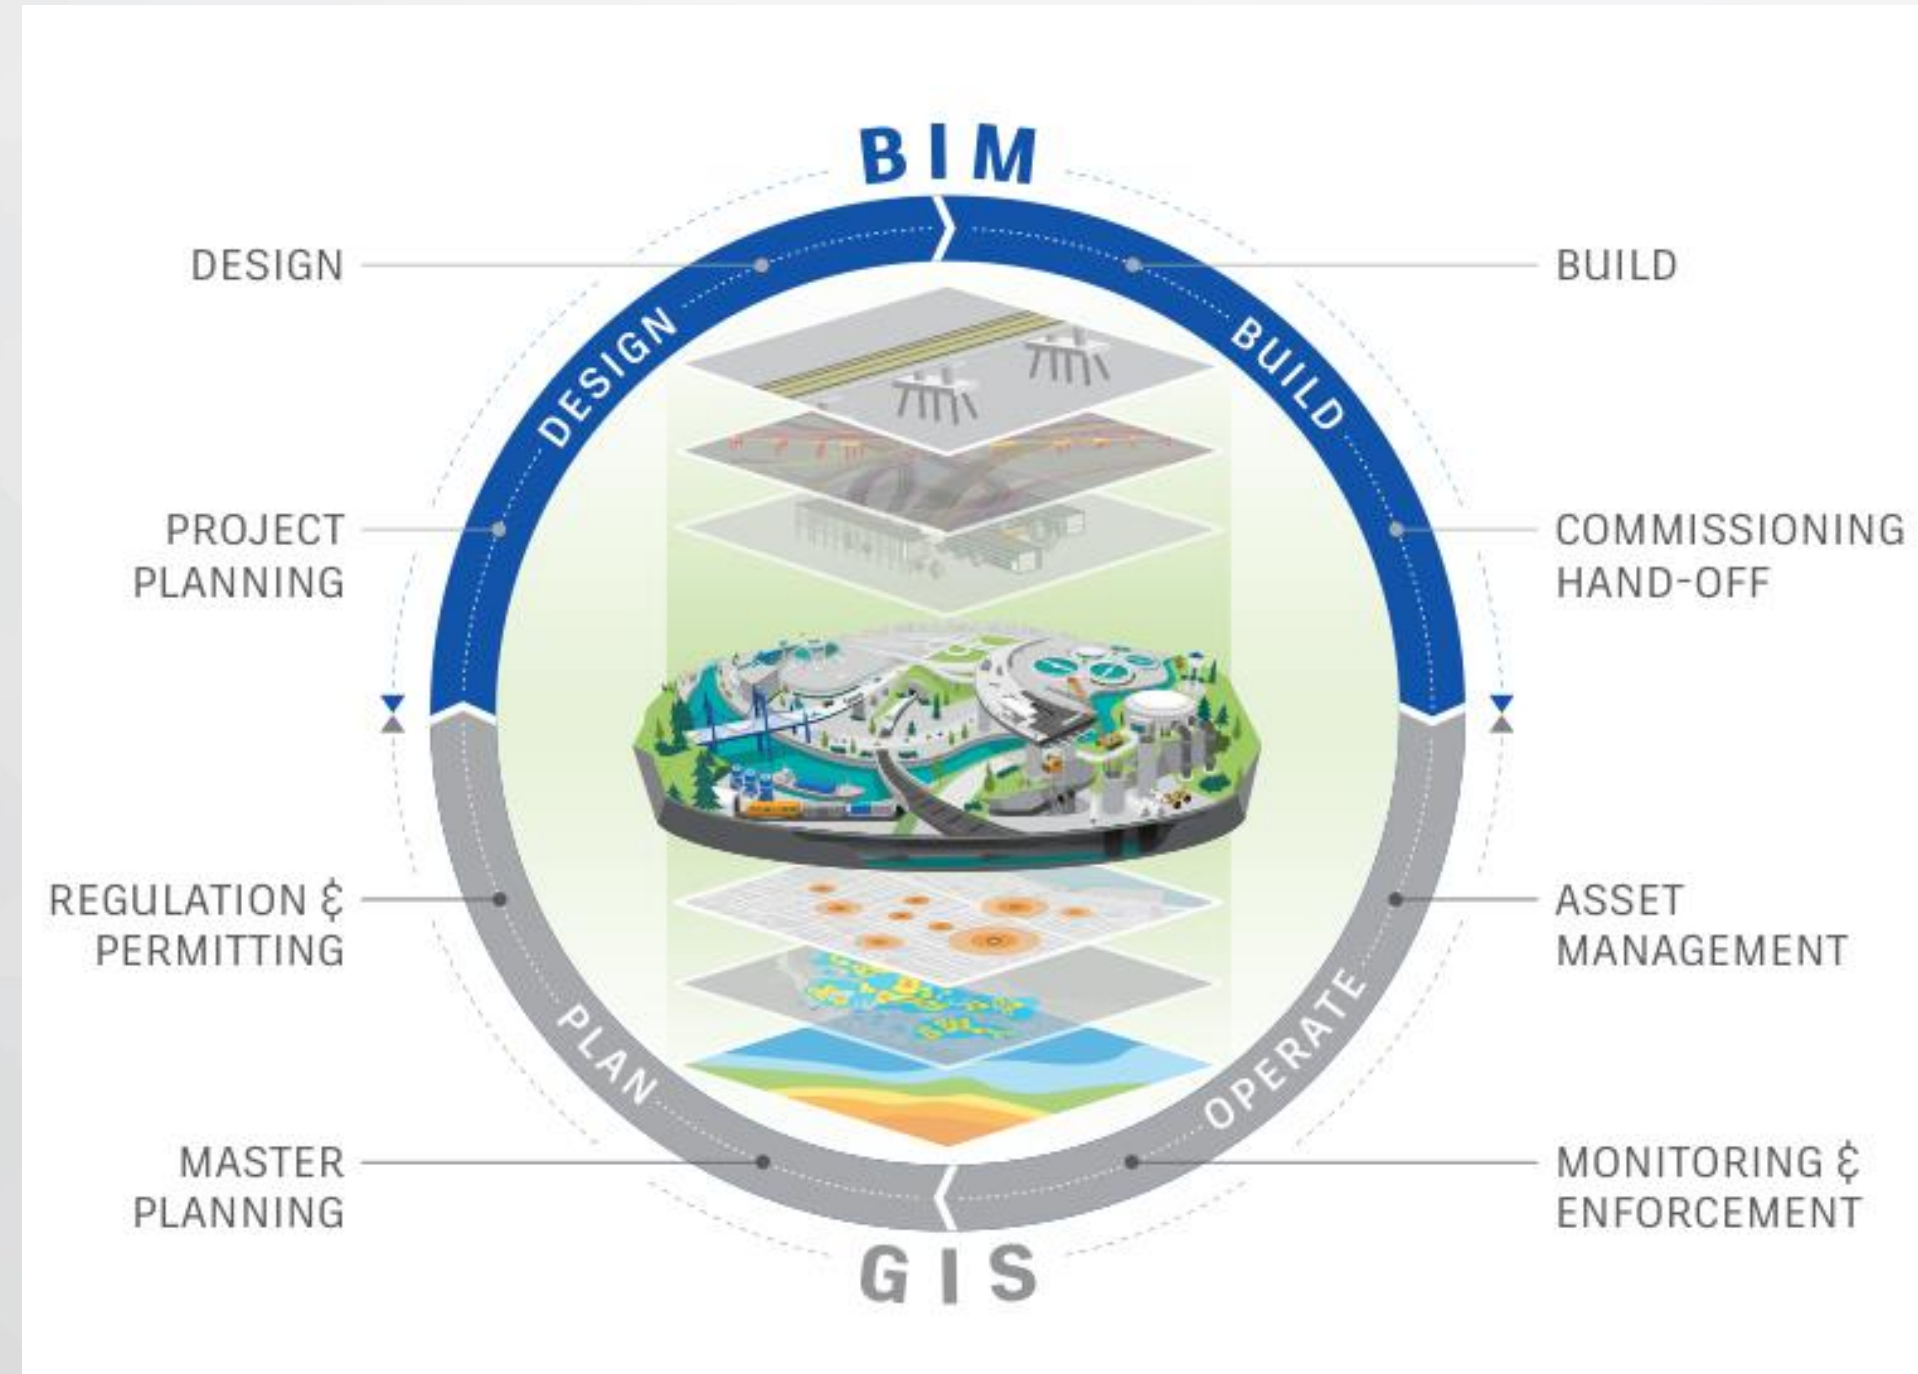 BIM
DESIGN
BUILD
DESIGN
BUILD
PROJECT
PLANNING
COMMISSIONING
HAND-OFF
REGULATION &
PERMITTING
ASSET
MANAGEMENT
PLAN
OPERATE
MASTER
PLANNING
MONITORING &
ENFORCEMENT
GIS